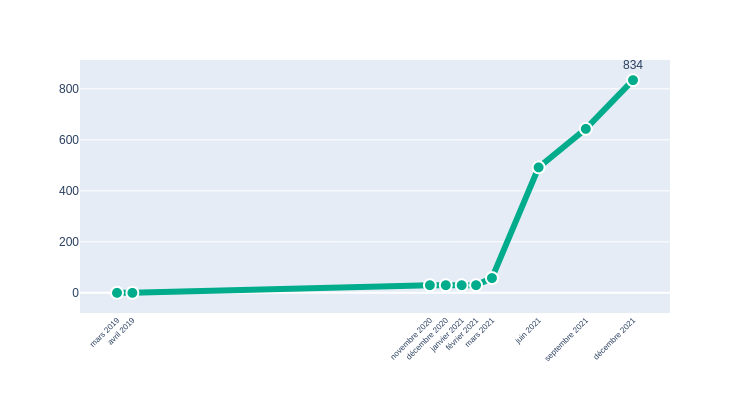 834
800
600
400
200
0
mars 2019
avril 2019
novembre 2020
décembre 2020
janvier 2021
février 2021
mars 2021
juin 2021
septembre 2021
décembre 2021